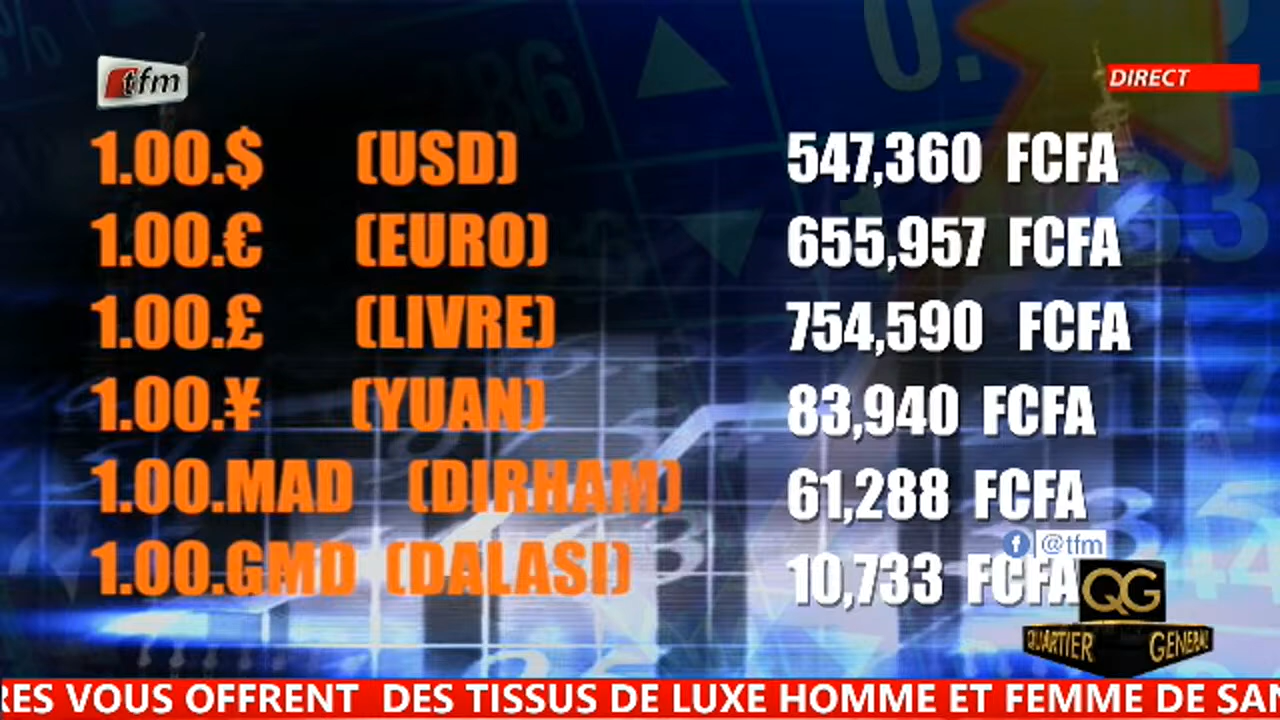 tfm
DIRECT
1.00.$ (USD) 547,360 FCFA
1.00.€ (EURO) 655,957 FCFA
1.00.£ (LIVRE) 754,590 FCFA
1.00.¥ (YUAN) 83,940 FCFA
1.00.MAD (DIRHAM) 61,288 FCFA
1.00.GMD (DALASI) 10,733 FCFA
@tfm
QG
QUARTIER GENERAL
RES VOUS OFFRENT DES TISSUS DE LUXE HOMME ET FEMME DE SAN